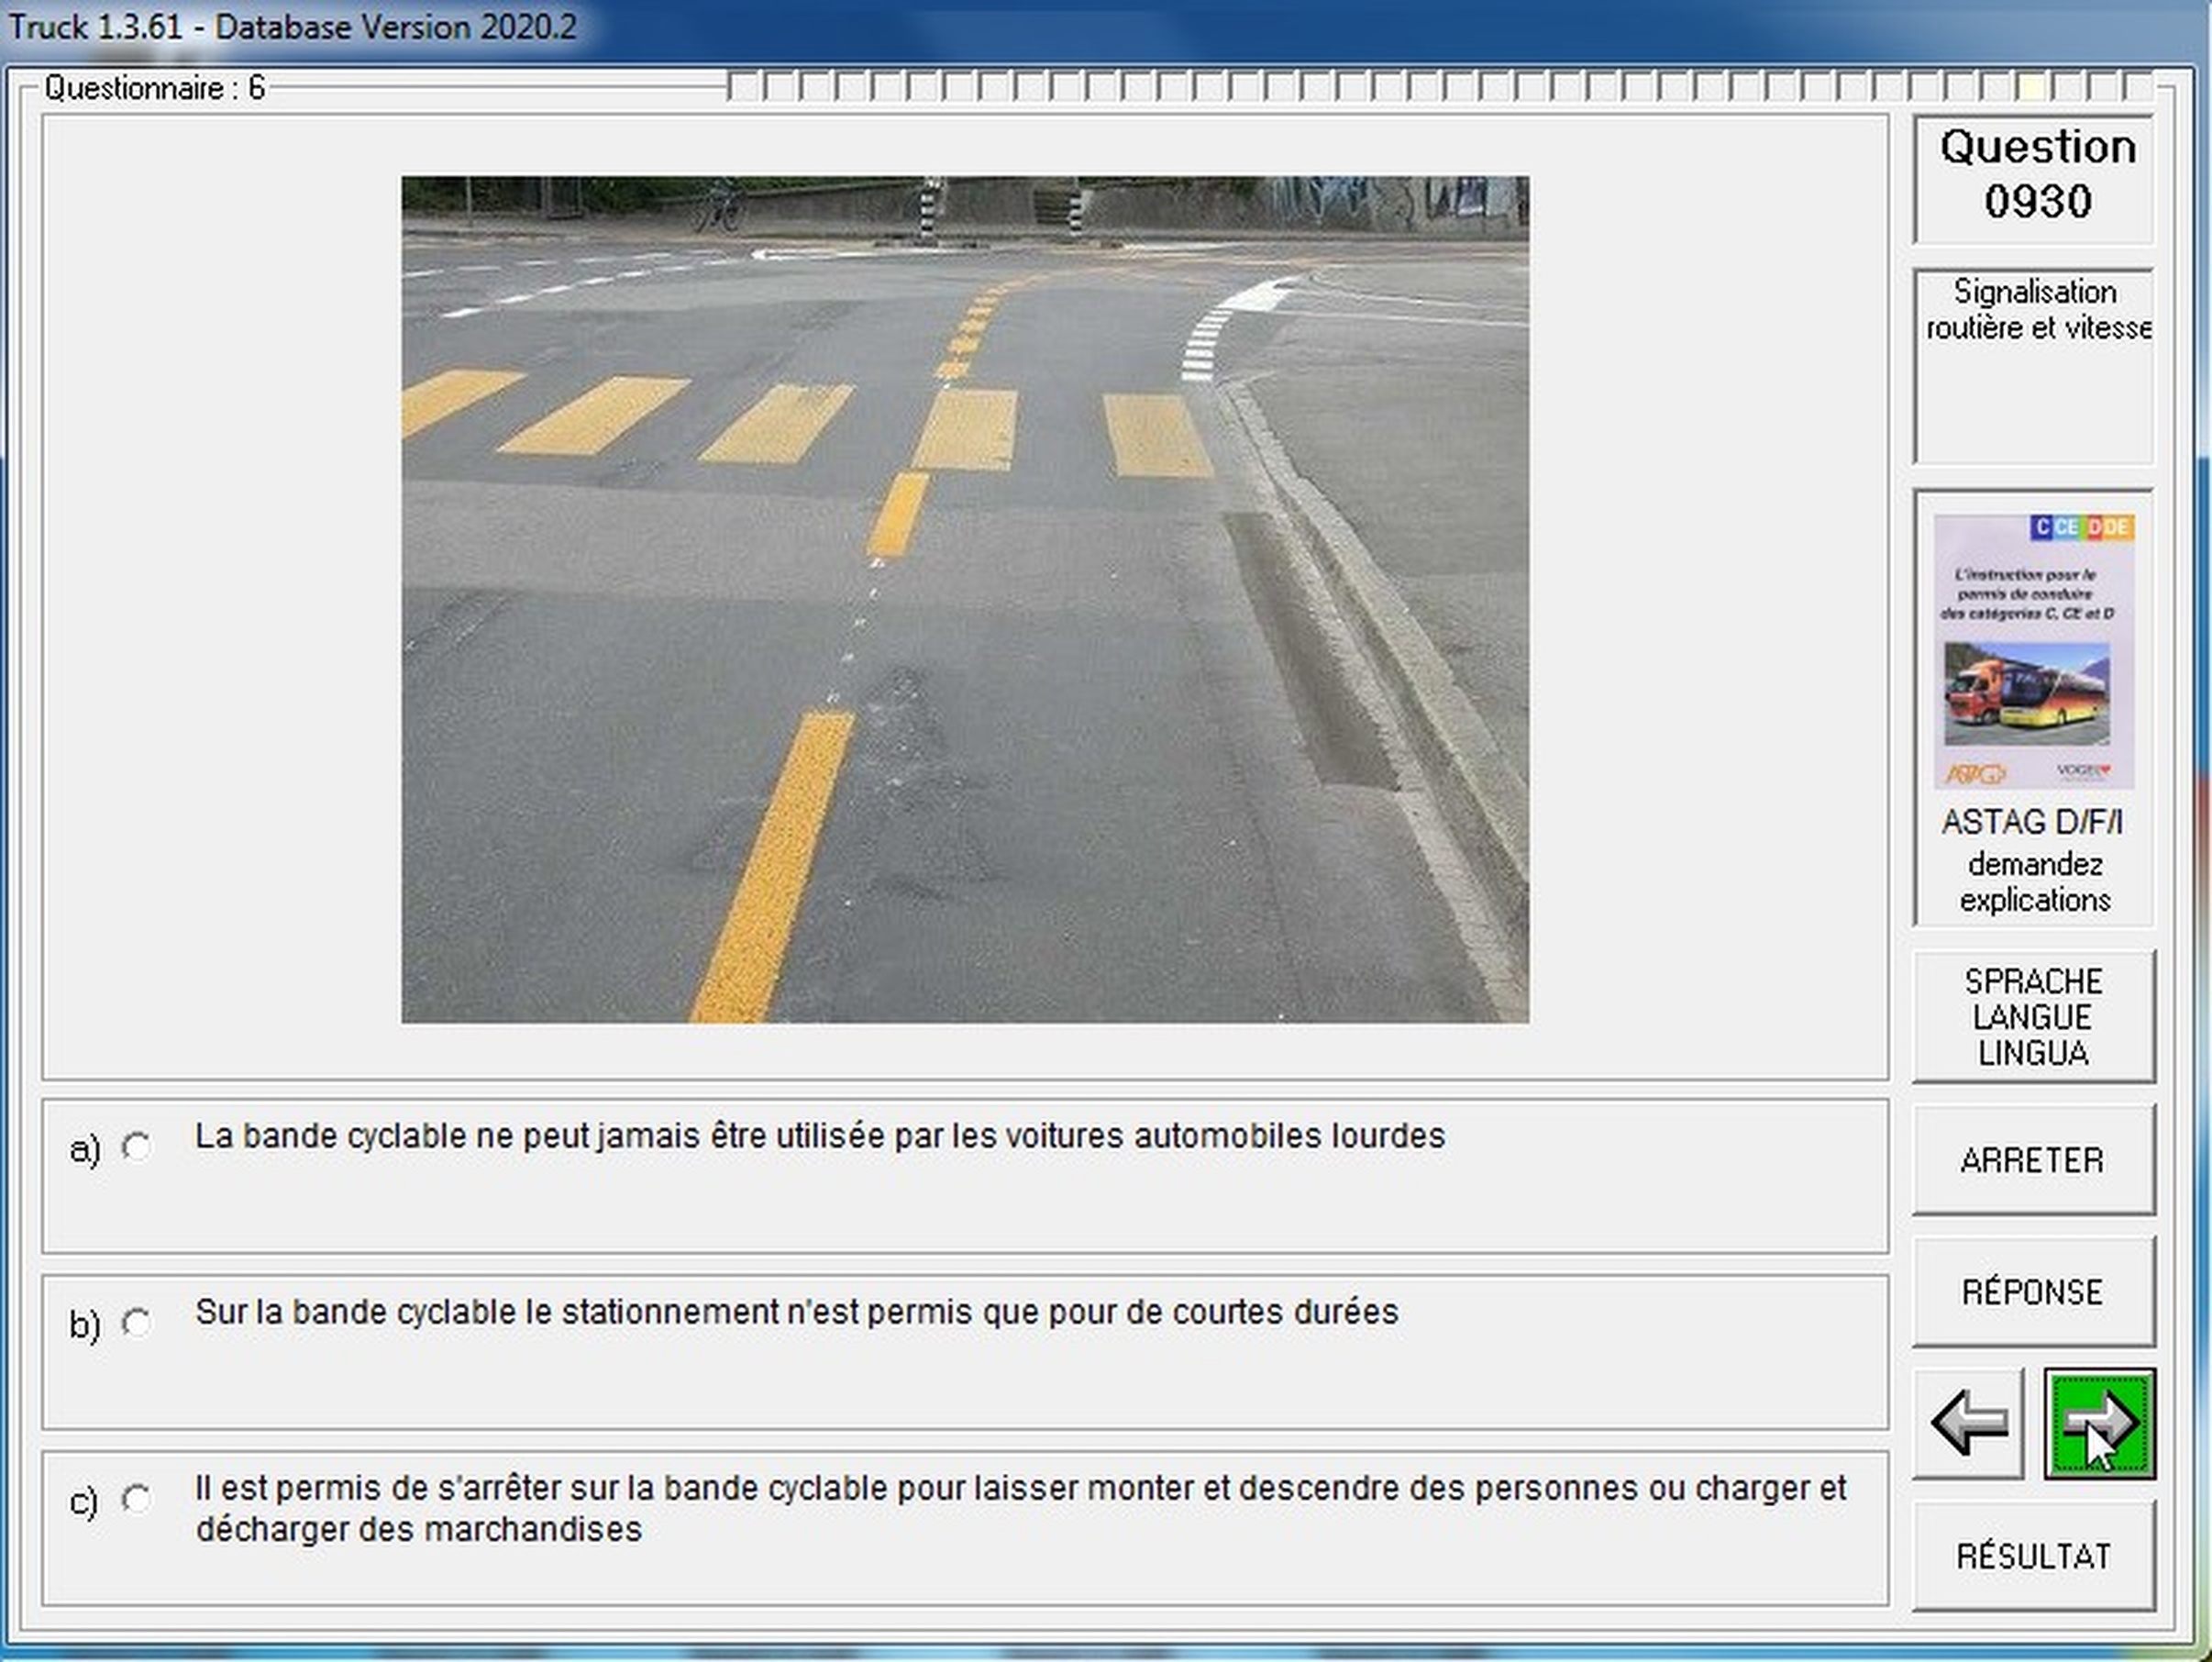 Truck 1.3.61 - Database Version 2020.2
Questionnaire : 6
Question
0930
Signalisation
routière et vitesse
C CE D DE
L'instruction pour le
permis de conduire
des catégories C, CE et D
ASTAG
VOGEL
ASTAG D/F/I
demandez
explications
SPRACHE
LANGUE
LINGUA
ARRETER
RÉPONSE
RÉSULTAT
a) La bande cyclable ne peut jamais être utilisée par les voitures automobiles lourdes
b) Sur la bande cyclable le stationnement n'est permis que pour de courtes durées
c) Il est permis de s'arrêter sur la bande cyclable pour laisser monter et descendre des personnes ou charger et
décharger des marchandises